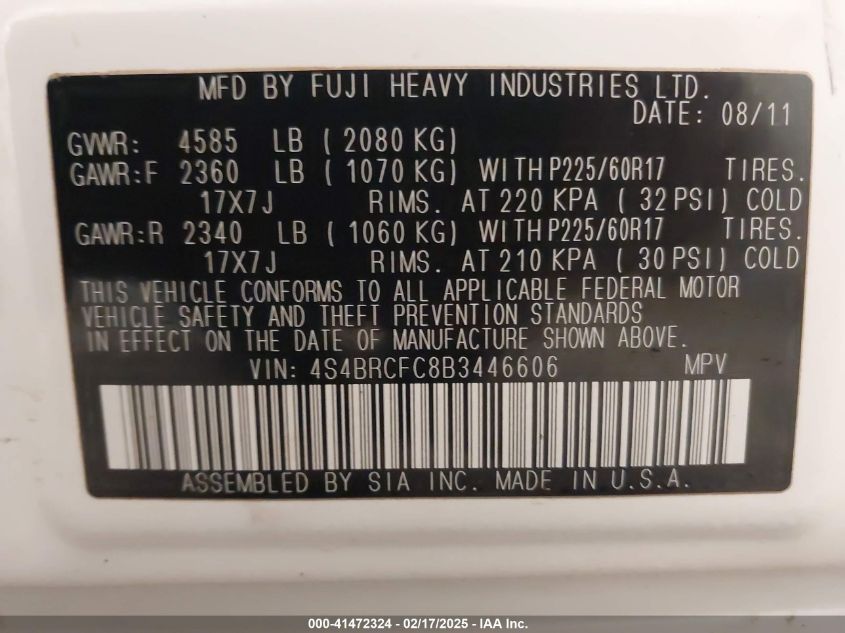 MFD BY FUJI HEAVY INDUSTRIES LTD.
DATE: 08/11
GVWR: 4585 LB ( 2080 KG)
GAWR:F 2360 LB ( 1070 KG) WITH P225/60R17 TIRES.
17X7J RIMS. AT 220 KPA ( 32 PSI) COLD
GAWR:R 2340 LB ( 1060 KG) WITH P225/60R17 TIRES.
17X7J RIMS. AT 210 KPA ( 30 PSI) COLD
THIS VEHICLE CONFORMS TO ALL APPLICABLE FEDERAL MOTOR
VEHICLE SAFETY AND THEFT PREVENTION STANDARDS
IN EFFECT ON THE DATE OF MANUFACTURE SHOWN ABOVE.
VIN: 4S4BRCFC8B3446606 MPV
ASSEMBLED BY SIA INC. MADE IN U.S.A.
000-41472324 - 02/17/2025 - IAA Inc.